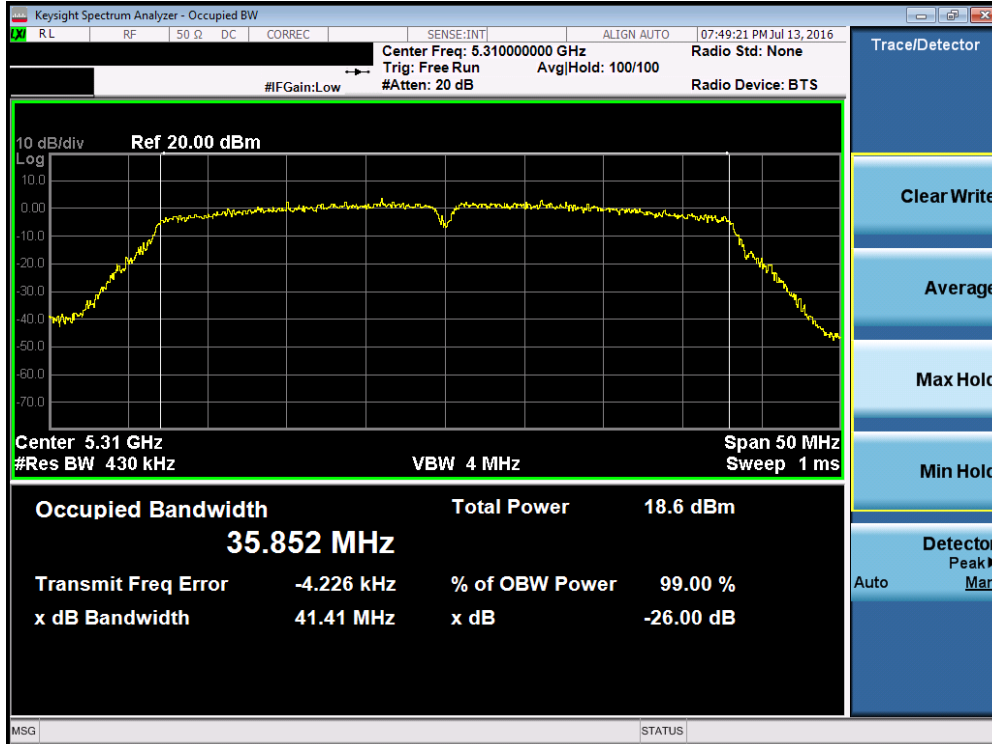 Keysight Spectrum Analyzer - Occupied BW
LXI RL RF 50 Ω DC CORREC SENSE:INT ALIGN AUTO 07:49:21 PM Jul 13, 2016
Center Freq: 5.310000000 GHz Radio Std: None
Trig: Free Run Avg|Hold: 100/100
#IFGain:Low #Atten: 20 dB Radio Device: BTS
Trace/Detector
10 dB/div Ref 20.00 dBm
Log
10.0
0.00
-10.0
-20.0
-30.0
-40.0
-50.0
-60.0
-70.0
Center 5.31 GHz Span 50 MHz
#Res BW 430 kHz VBW 4 MHz Sweep 1 ms
Occupied Bandwidth Total Power 18.6 dBm
35.852 MHz
Transmit Freq Error -4.226 kHz % of OBW Power 99.00 %
x dB Bandwidth 41.41 MHz x dB -26.00 dB
Clear Write
Average
Max Hold
Min Hold
Detector
Peak
Auto Man
MSG STATUS